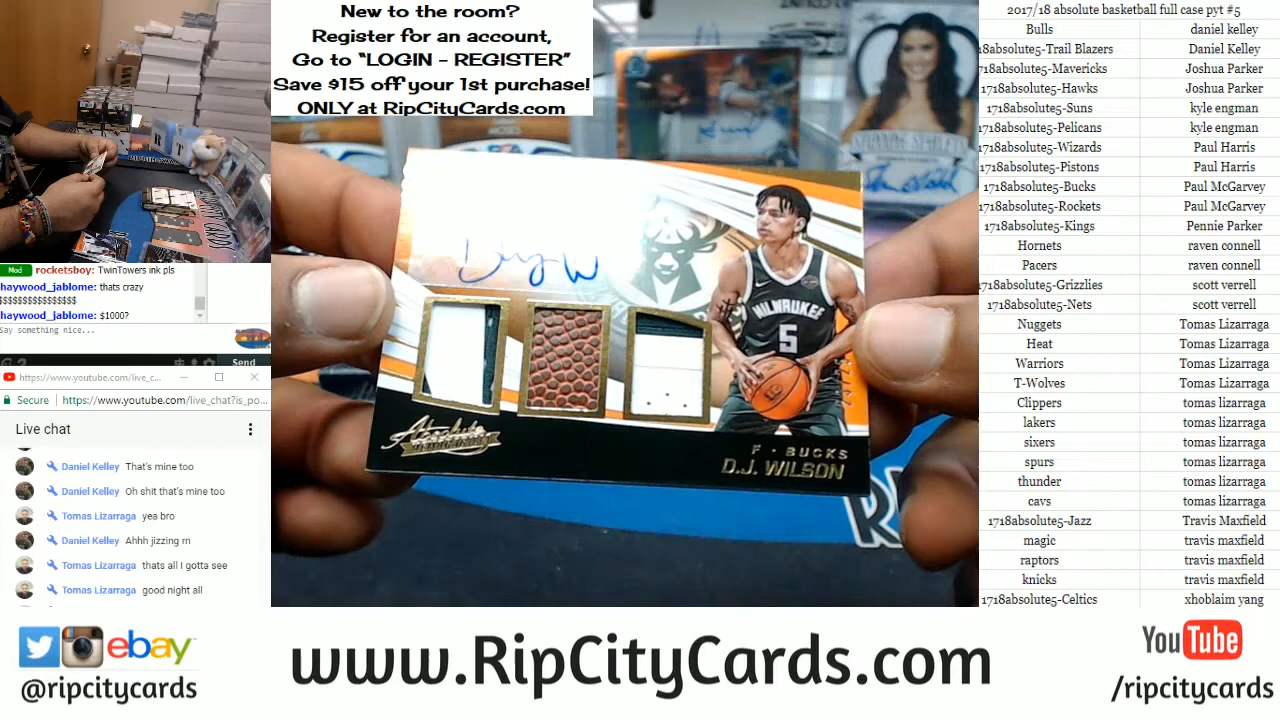 New to the room?
Register for an account,
Go to "LOGIN - REGISTER"
Save $15 off your 1st purchase!
ONLY at RipCityCards.com
2017/18 absolute basketball full case pyt #5
Bulls daniel kelley
18absolute5-Trail Blazers Daniel Kelley
1718absolute5-Mavericks Joshua Parker
1718absolute5-Hawks Joshua Parker
1718absolute5-Suns kyle engman
1718absolute5-Pelicans kyle engman
1718absolute5-Wizards Paul Harris
1718absolute5-Pistons Paul Harris
1718absolute5-Bucks Paul McGarvey
1718absolute5-Rockets Paul McGarvey
1718absolute5-Kings Pennie Parker
Hornets raven connell
Pacers raven connell
1718absolute5-Grizzlies scott verrell
1718absolute5-Nets scott verrell
Nuggets Tomas Lizarraga
Heat Tomas Lizarraga
Warriors Tomas Lizarraga
T-Wolves Tomas Lizarraga
Clippers tomas lizarraga
lakers tomas lizarraga
sixers tomas lizarraga
spurs tomas lizarraga
thunder tomas lizarraga
cavs tomas lizarraga
1718absolute5-Jazz Travis Maxfield
magic travis maxfield
raptors travis maxfield
knicks travis maxfield
1718absolute5-Celtics xhoblaim yang
Mod rocketsboy: TwinTowers ink pls
haywood_jablome: thats crazy
$$$$$$$$$$$$$$$$
haywood_jablome: $1000?
Say something nice...
Send
https://www.youtube.com/live_c...
Secure https://www.youtube.com/live_chat?is_po...
Live chat
Daniel Kelley That's mine too
Daniel Kelley Oh shit that's mine too
Tomas Lizarraga yea bro
Daniel Kelley Ahhh jizzing rn
Tomas Lizarraga thats all I gotta see
Tomas Lizarraga good night all
MILWAUKEE
5
Absolute
F • BUCKS
D.J. WILSON
ebay
@ripcitycards
www.RipCityCards.com
YouTube
/ripcitycards